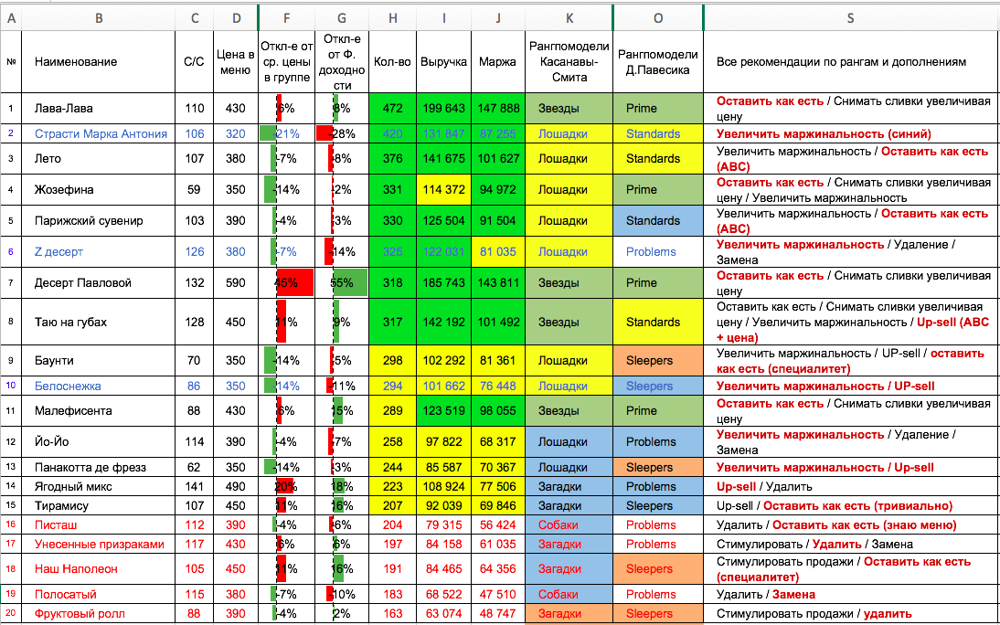 A B C D F G H I J K O S
№ Наименование С/С Цена в меню Откл-е от ср. цены в группе Откл-е от Ф. доходно сти Кол-во Выручка Маржа Рангпомодели Касанавы-Смита Рангпомодели Д.Павесика Все рекомендации по рангам и дополнениям
1 Лава-Лава 110 430 6% 8% 472 199 643 147 888 Звезды Prime Оставить как есть / Снимать сливки увеличивая
цену
2 Страсти Марка Антония 106 320 -21% -28% 420 131 847 87 255 Лошадки Standards Увеличить маржинальность (синий)
3 Лето 107 380 -7% -8% 376 141 675 101 627 Лошадки Standards Увеличить маржинальность / Оставить как есть
(ABC)
4 Жозефина 59 350 -14% -2% 331 114 372 94 972 Лошадки Prime Оставить как есть / Снимать сливки увеличивая
цену / Увеличить маржинальность
5 Парижский сувенир 103 390 -4% -3% 330 125 504 91 504 Лошадки Standards Увеличить маржинальность / Оставить как есть
(ABC)
6 Z десерт 126 380 -7% -14% 325 122 031 81 035 Лошадки Problems Увеличить маржинальность / Удаление /
Замена
7 Десерт Павловой 132 590 45% 55% 318 185 743 143 811 Звезды Prime Оставить как есть / Снимать сливки увеличивая
цену
8 Таю на губах 128 450 11% 9% 317 142 192 101 492 Звезды Standards Оставить как есть / Снимать сливки увеличивая
цену / Увеличить маржинальность / Up-sell (ABC
+ цена)
9 Баунти 70 350 -14% -5% 298 102 292 81 361 Лошадки Sleepers Увеличить маржинальность / UP-sell / оставить
как есть (специалитет)
10 Белоснежка 86 350 -14% -11% 294 101 662 76 448 Лошадки Sleepers Увеличить маржинальность / UP-sell
11 Малефисента 88 430 6% 15% 289 123 519 98 055 Звезды Prime Оставить как есть / Снимать сливки увеличивая
цену
12 Йо-Йо 114 390 -4% -7% 258 97 822 68 317 Лошадки Problems Увеличить маржинальность / Удаление /
Замена
13 Панакотта де фрезз 62 350 -14% -3% 244 85 587 70 367 Лошадки Sleepers Увеличить маржинальность / Up-sell
14 Ягодный микс 141 490 20% 18% 223 108 924 77 506 Загадки Problems Up-sell / Удалить
15 Тирамису 107 450 11% 16% 207 92 039 69 846 Загадки Sleepers Up-sell / Оставить как есть (тривиально)
16 Писташ 112 390 -4% -6% 204 79 315 56 424 Собаки Problems Удалить / Оставить как есть (знаю меню)
17 Унесенные призраками 117 430 6% 6% 197 84 158 61 035 Загадки Problems Стимулировать / Удалить / Замена
18 Наш Наполеон 105 450 11% 16% 191 84 465 64 356 Загадки Sleepers Стимулировать продажи / Оставить как есть
(специалитет)
19 Полосатый 115 380 -7% -10% 183 68 522 47 510 Собаки Problems Удалить / Замена
20 Фруктовый ролл 88 390 -4% 2% 163 63 074 48 747 Загадки Sleepers Стимулировать продажи / удалить